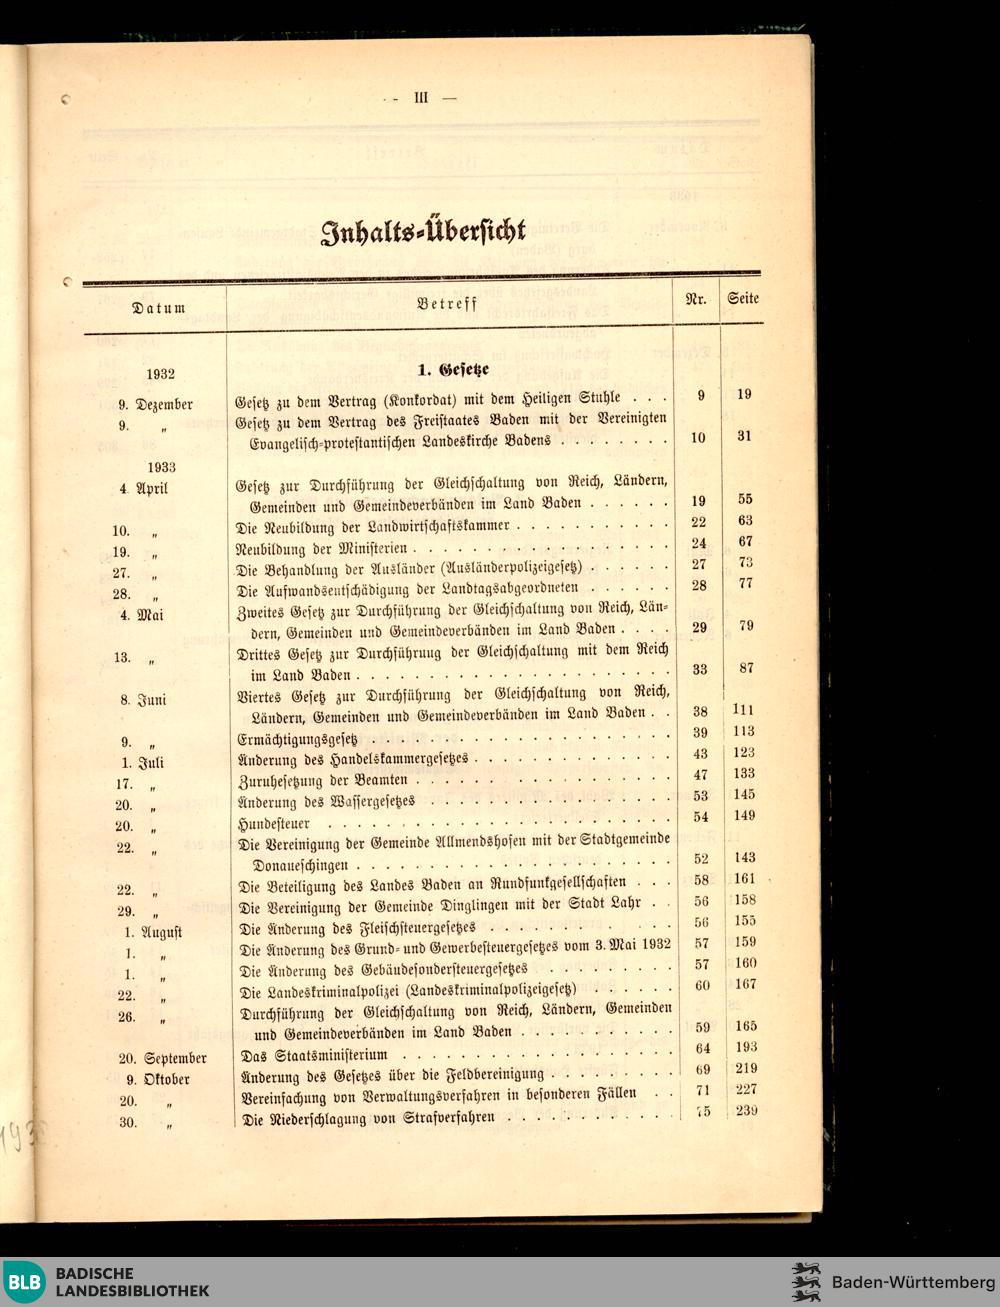 — III —
Inhalts-Übersicht
Datum Betreff Nr. Seite
1932 1. Gesetze
9. Dezember Gesetz zu dem Vertrag (Konkordat) mit dem Heiligen Stuhle . . . 9 19
9. „ Gesetz zu dem Vertrag des Freistaates Baden mit der Vereinigten
Evangelisch-protestantischen Landeskirche Badens . . . . . . . . 10 31
1933
4. April Gesetz zur Durchführung der Gleichschaltung von Reich, Ländern,
Gemeinden und Gemeindeverbänden im Land Baden . . . . . . 19 55
10. „ Die Neubildung der Landwirtschaftskammer . . . . . . . . . . . 22 63
19. „ Neubildung der Ministerien . . . . . . . . . . . . . . . . . . 24 67
27. „ Die Behandlung der Ausländer (Ausländerpolizeigesetz) . . . . . . 27 73
28. „ Die Aufwandsentschädigung der Landtagsabgeordneten . . . . . . 28 77
4. Mai Zweites Gesetz zur Durchführung der Gleichschaltung von Reich, Län-
dern, Gemeinden und Gemeindeverbänden im Land Baden . . . . 29 79
13. „ Drittes Gesetz zur Durchführung der Gleichschaltung mit dem Reich
im Land Baden . . . . . . . . . . . . . . . . . . . . . . 33 87
8. Juni Viertes Gesetz zur Durchführung der Gleichschaltung von Reich,
Ländern, Gemeinden und Gemeindeverbänden im Land Baden . . 38 111
9. „ Ermächtigungsgesetz . . . . . . . . . . . . . . . . . . . . . 39 113
1. Juli Änderung des Handelskammergesetzes . . . . . . . . . . . . . . 43 123
17. „ Zuruhesetzung der Beamten . . . . . . . . . . . . . . . . . . 47 133
20. „ Änderung des Wassergesetzes . . . . . . . . . . . . . . . . . . 53 145
20. „ Hundesteuer . . . . . . . . . . . . . . . . . . . . . . . . 54 149
22. „ Die Vereinigung der Gemeinde Allmendshofen mit der Stadtgemeinde
Donaueschingen . . . . . . . . . . . . . . . . . . . . . . 52 143
22. „ Die Beteiligung des Landes Baden an Rundfunkgesellschaften . . . 58 161
29. „ Die Vereinigung der Gemeinde Dinglingen mit der Stadt Lahr . . 56 158
1. August Die Änderung des Fleischsteuergesetzes . . . . . . . . . . . . . 56 155
1. „ Die Änderung des Grund- und Gewerbesteuergesetzes vom 3. Mai 1932 57 159
1. „ Die Änderung des Gebäudesondersteuergesetzes . . . . . . . . . 57 160
22. „ Die Landeskriminalpolizei (Landeskriminalpolizeigesetz) . . . . . . 60 167
26. „ Durchführung der Gleichschaltung von Reich, Ländern, Gemeinden
und Gemeindeverbänden im Land Baden . . . . . . . . . . . 59 165
20. September Das Staatsministerium . . . . . . . . . . . . . . . . . . . 64 193
9. Oktober Änderung des Gesetzes über die Feldbereinigung . . . . . . . . . 69 219
20. „ Vereinfachung von Verwaltungsverfahren in besonderen Fällen . . 71 227
30. „ Die Niederschlagung von Strafverfahren . . . . . . . . . . . . 75 239
BLB BADISCHE
LANDESBIBLIOTHEK
Baden-Württemberg